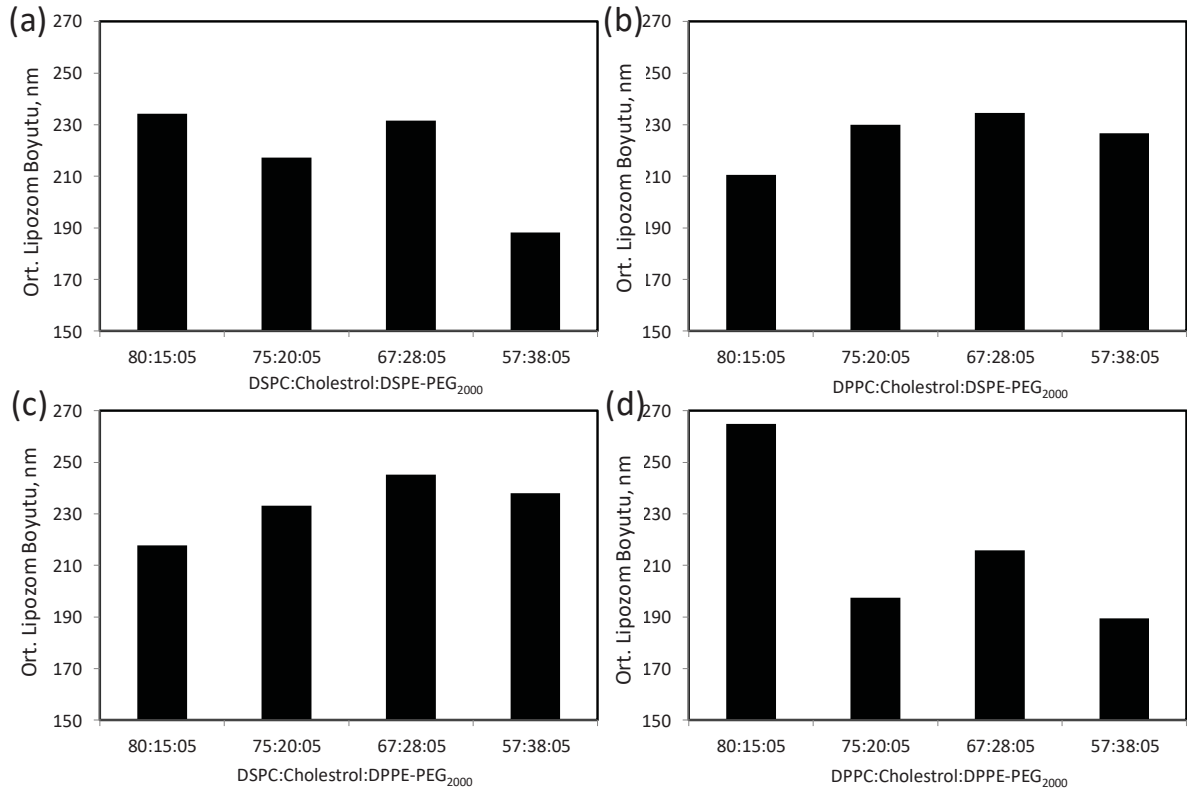 (a)
270
250
230
210
190
170
150
Ort. Lipozom Boyutu, nm
80:15:05 75:20:05 67:28:05 57:38:05
DSPC:Cholestrol:DSPE-PEG2000
(b)
270
250
230
210
190
170
150
Ort. Lipozom Boyutu, nm
80:15:05 75:20:05 67:28:05 57:38:05
DPPC:Cholestrol:DSPE-PEG2000
(c)
270
250
230
210
190
170
150
Ort. Lipozom Boyutu, nm
80:15:05 75:20:05 67:28:05 57:38:05
DSPC:Cholestrol:DPPE-PEG2000
(d)
270
250
230
210
190
170
150
Ort. Lipozom Boyutu, nm
80:15:05 75:20:05 67:28:05 57:38:05
DPPC:Cholestrol:DPPE-PEG2000